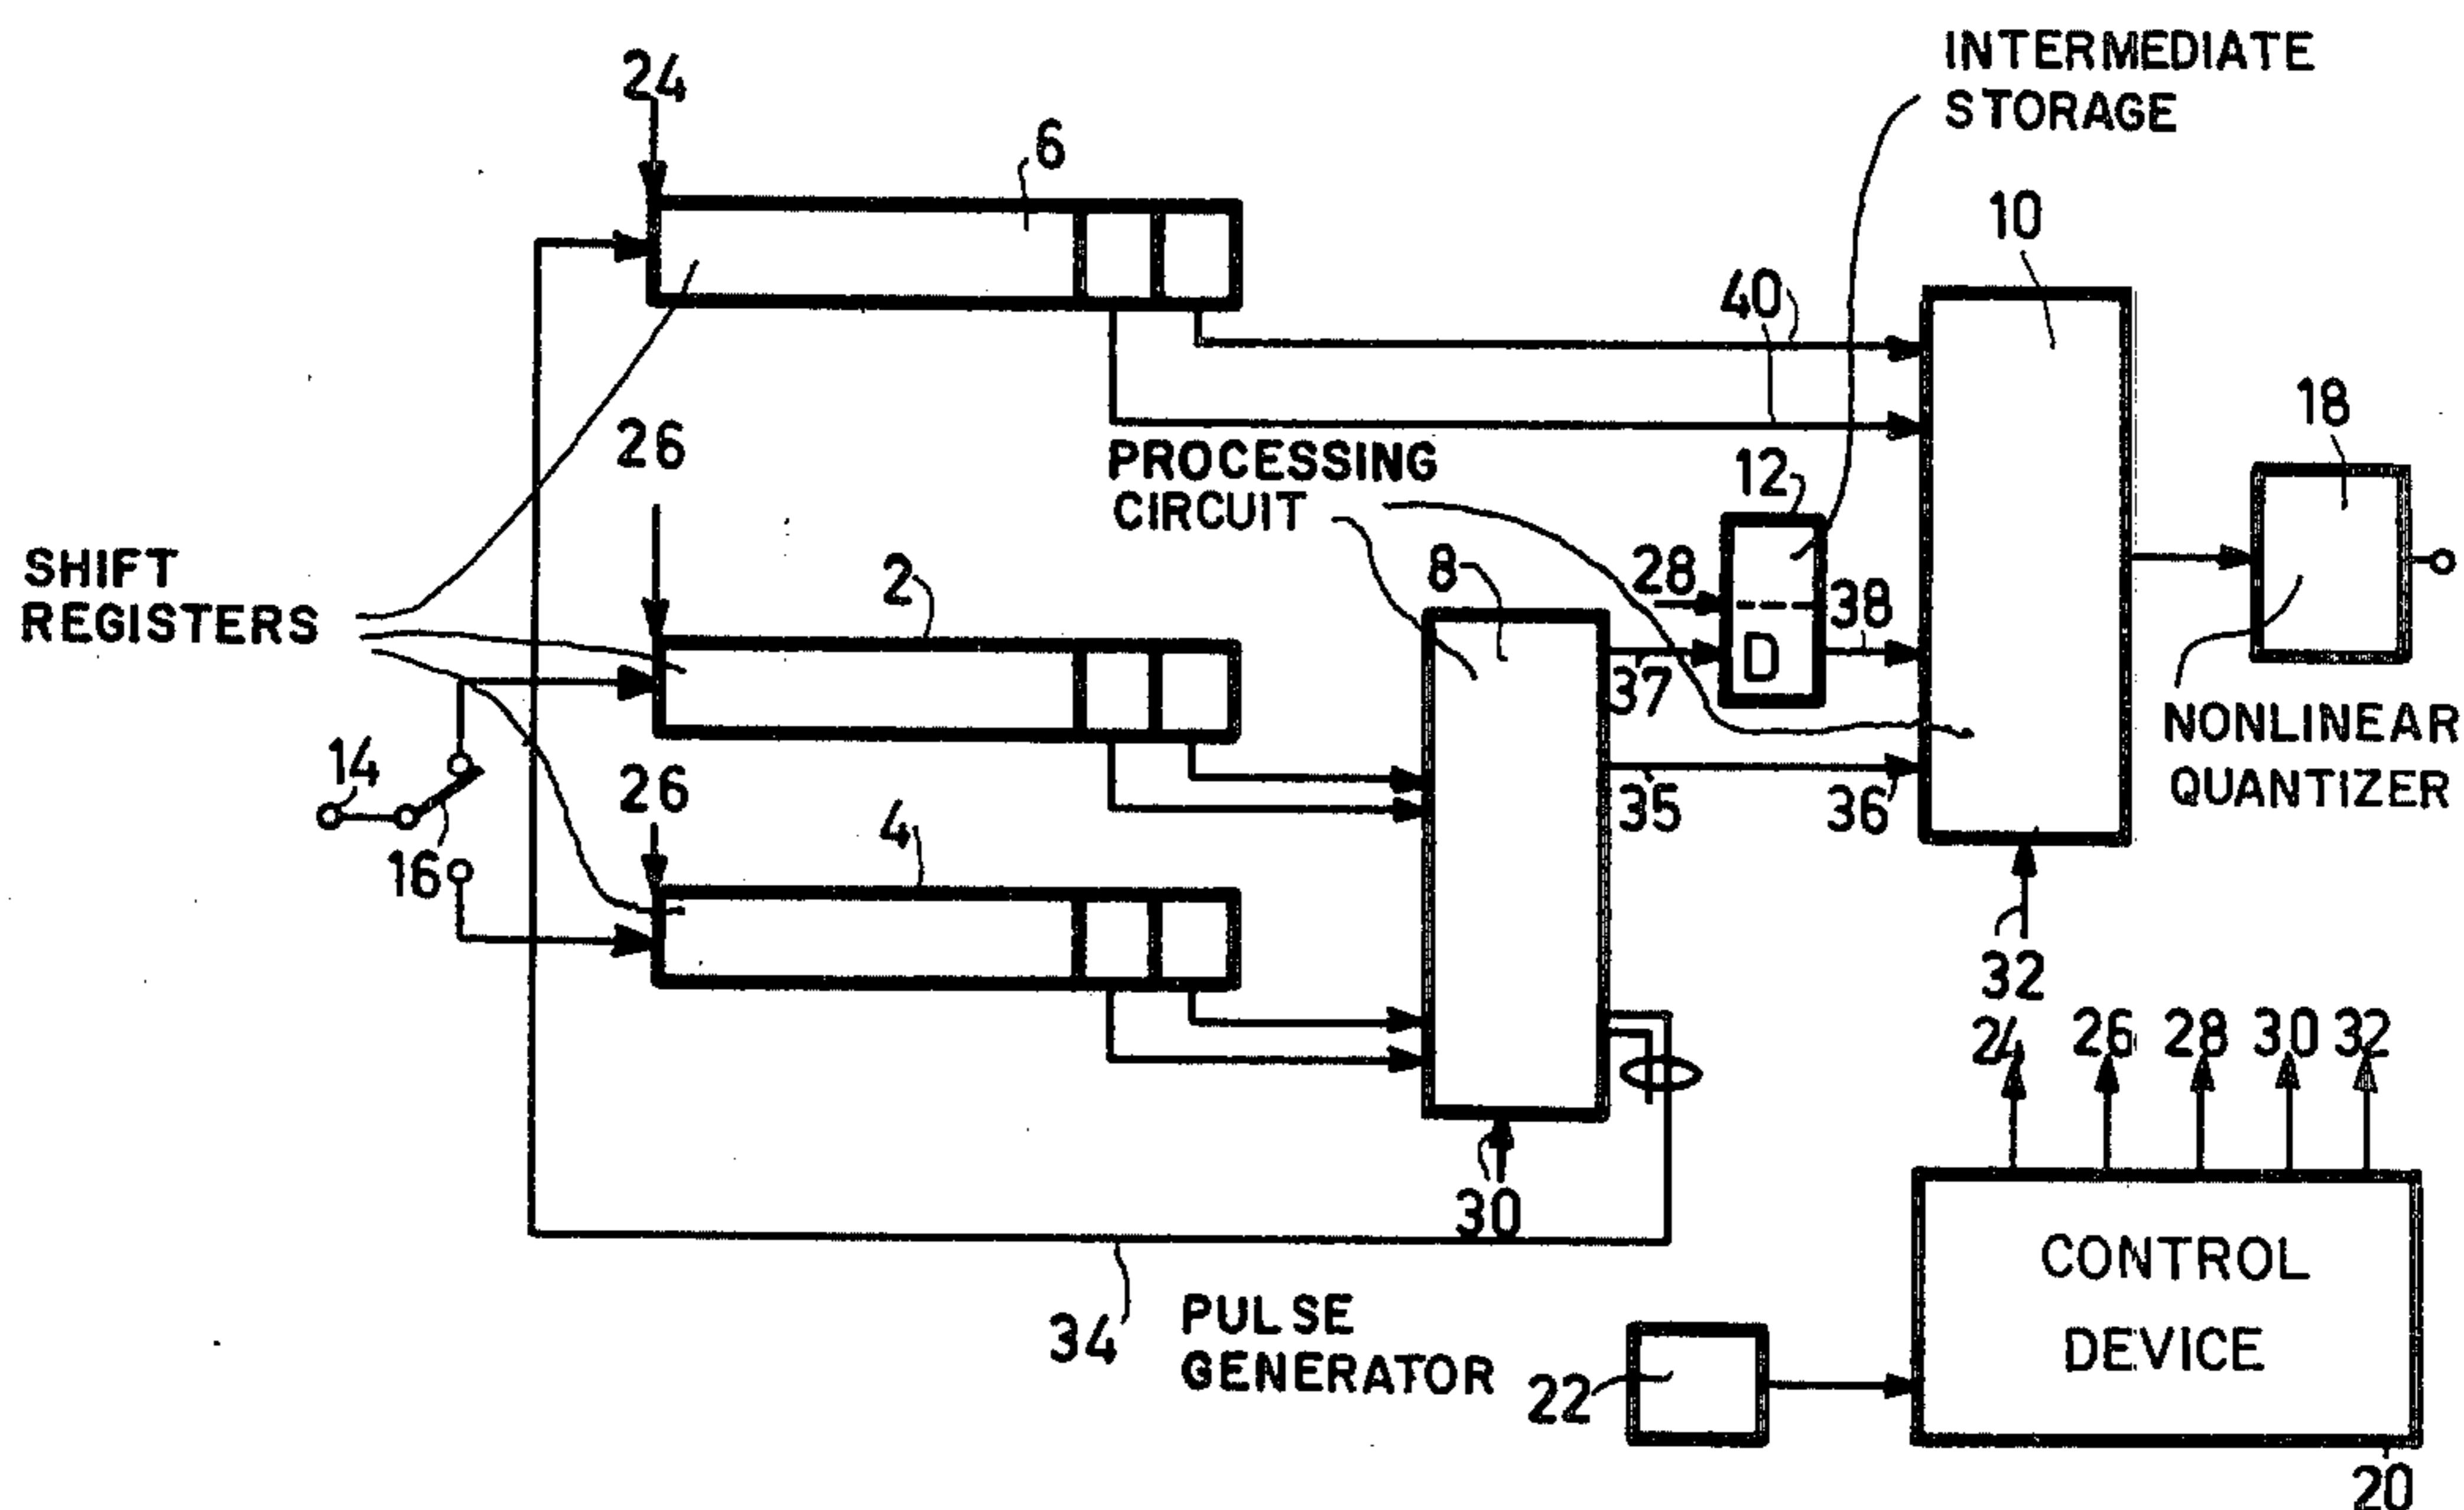 INTERMEDIATE
STORAGE
24
6
10
40
18
26
PROCESSING
CIRCUIT
12
SHIFT
REGISTERS
2
8
28
38
D
37
14
26
NONLINEAR
QUANTIZER
4
35
36
16
32
24 26 28 30 32
30
CONTROL
DEVICE
34
PULSE
GENERATOR
22
20